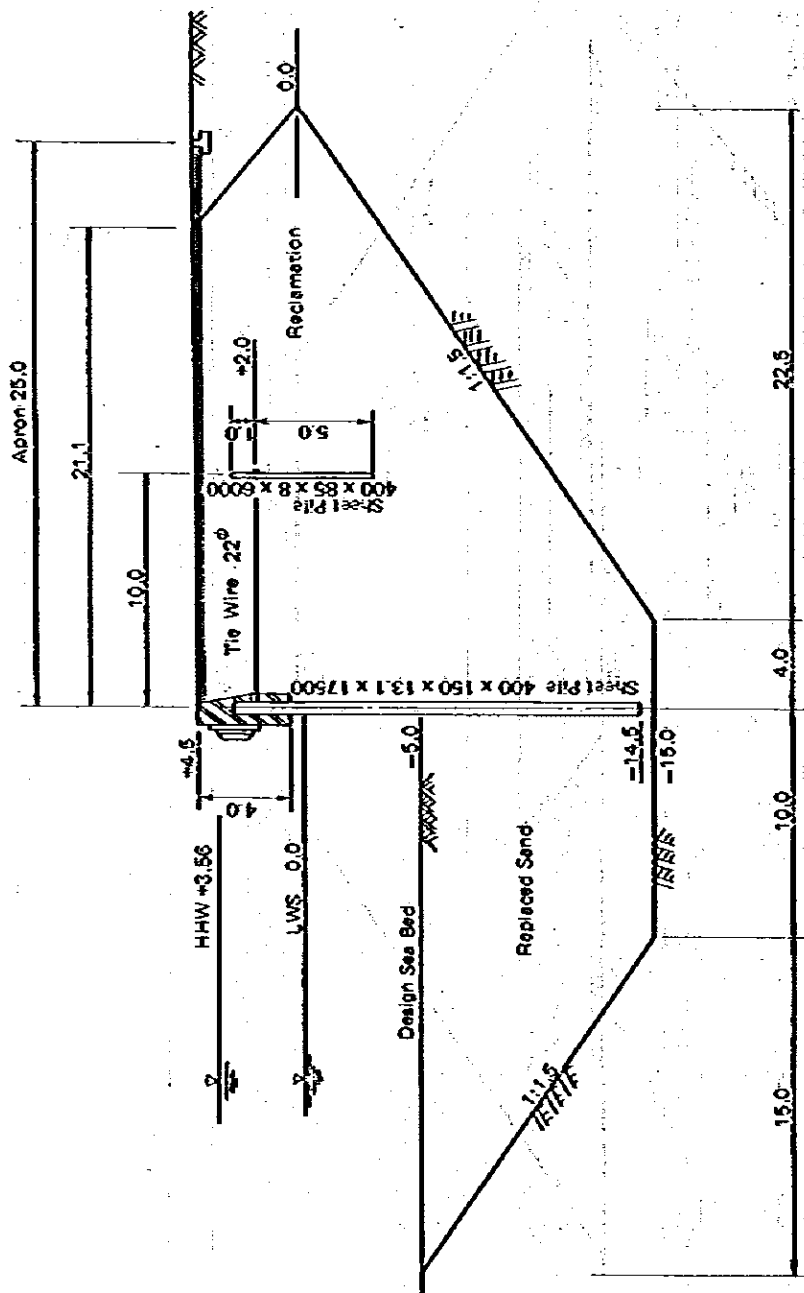 Apron 25.0
21.1
10.0
+4.5
4.0
HHW +3.56
LWS 0.0
Tie Wire 22φ
+2.0
1.0
5.0
Sheet Pile
400 x 85 x 8 x 6000
Reclamation
0.0
Sheet Pile 400 x 150 x 13.1 x 17500
Design Sea Bed
-5.0
Replaced Sand
-14.5
-15.0
1:1.5
1:1.5
15.0
10.0
4.0
22.5